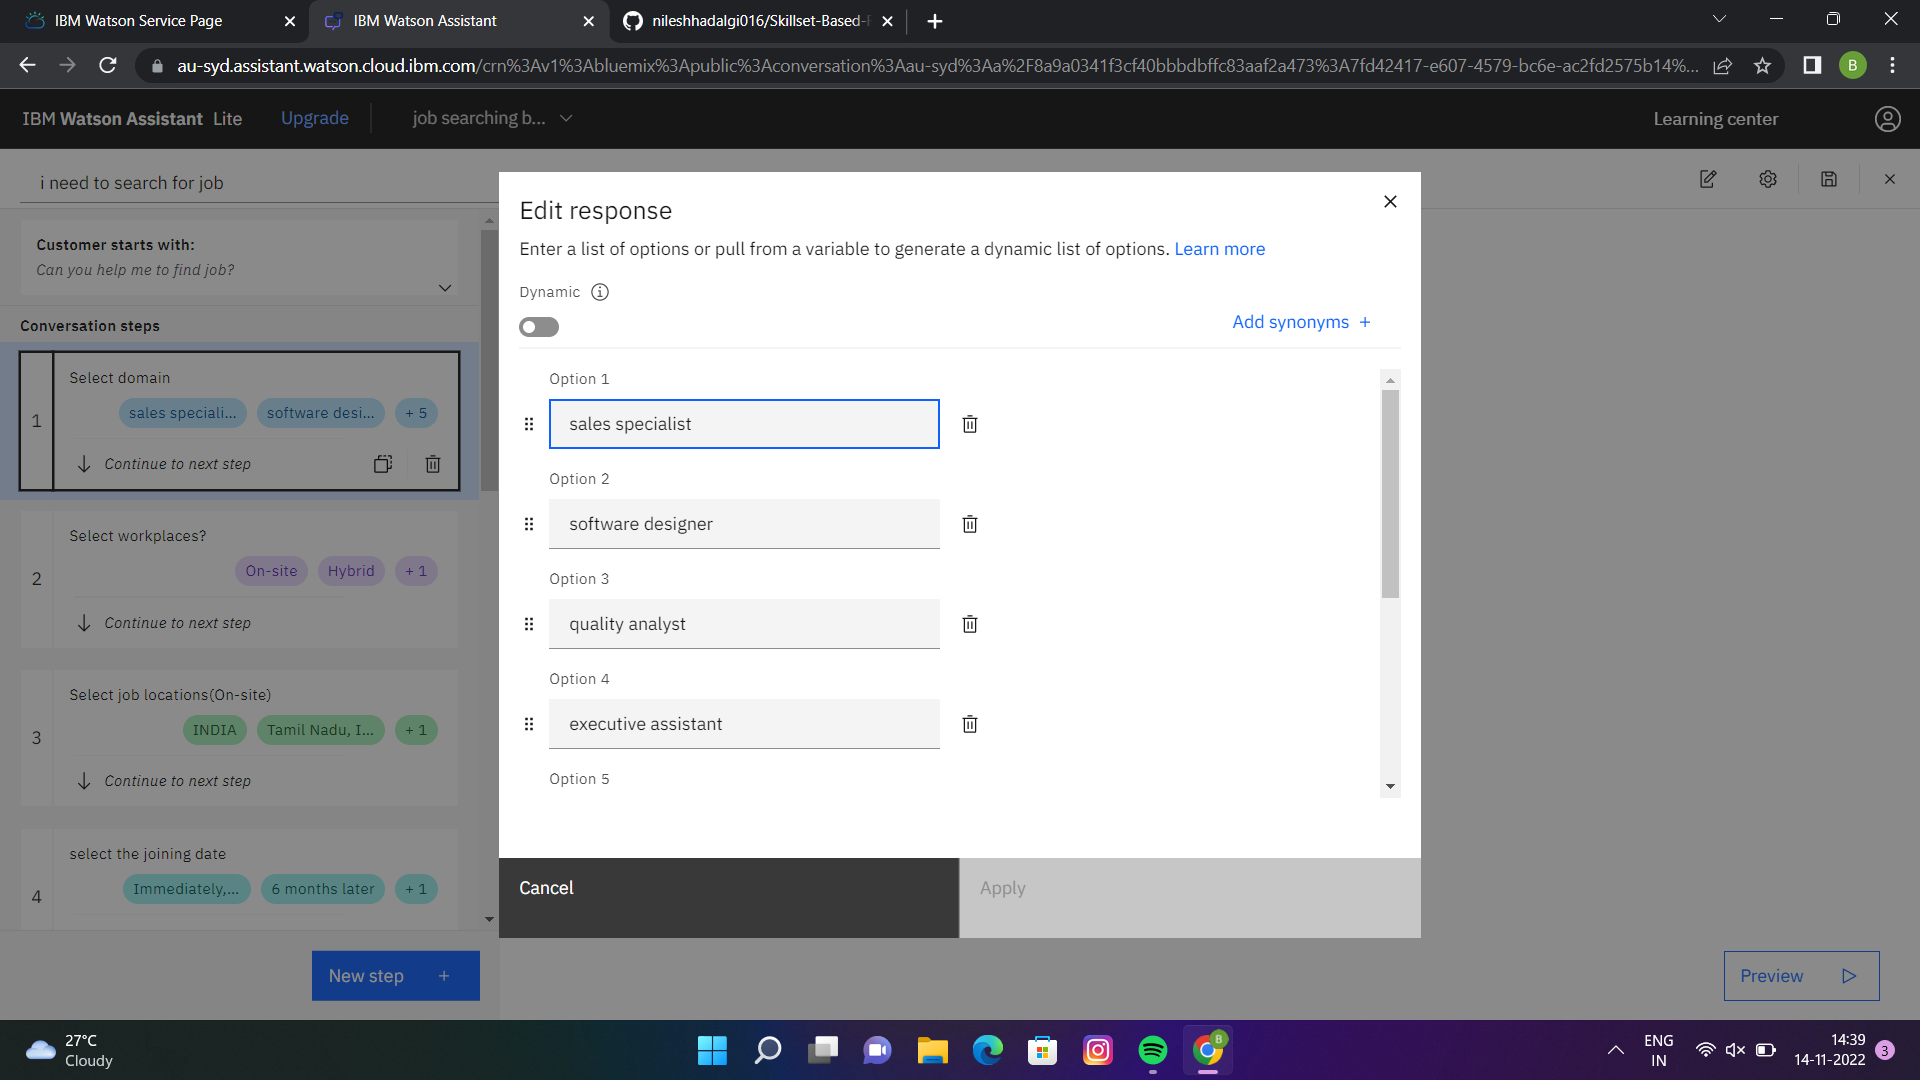 IBM Watson Service Page
IBM Watson Assistant
nileshhadalgi016/Skillset-Based-
au-syd.assistant.watson.cloud.ibm.com/crn%3Av1%3Abluemix%3Apublic%3Aconversation%3Aau-syd%3Aa%2F8a9a0341f3cf40bbbdbffc83aaf2a473%3A7fd42417-e607-4579-bc6e-ac2fd2575b14%...
B
IBM Watson Assistant Lite
Upgrade
job searching b...
Learning center
i need to search for job
Customer starts with:
Can you help me to find job?
Conversation steps
1
Select domain
sales speciali...
software desi...
+ 5
Continue to next step
2
Select workplaces?
On-site
Hybrid
+ 1
Continue to next step
3
Select job locations(On-site)
INDIA
Tamil Nadu, I...
+ 1
Continue to next step
4
select the joining date
Immediately,...
6 months later
+ 1
New step +
Edit response
Enter a list of options or pull from a variable to generate a dynamic list of options. Learn more
Dynamic
Add synonyms +
Option 1
sales specialist
Option 2
software designer
Option 3
quality analyst
Option 4
executive assistant
Option 5
Cancel
Apply
Preview
27°C
Cloudy
B
ENG
IN
14:39
14-11-2022
3